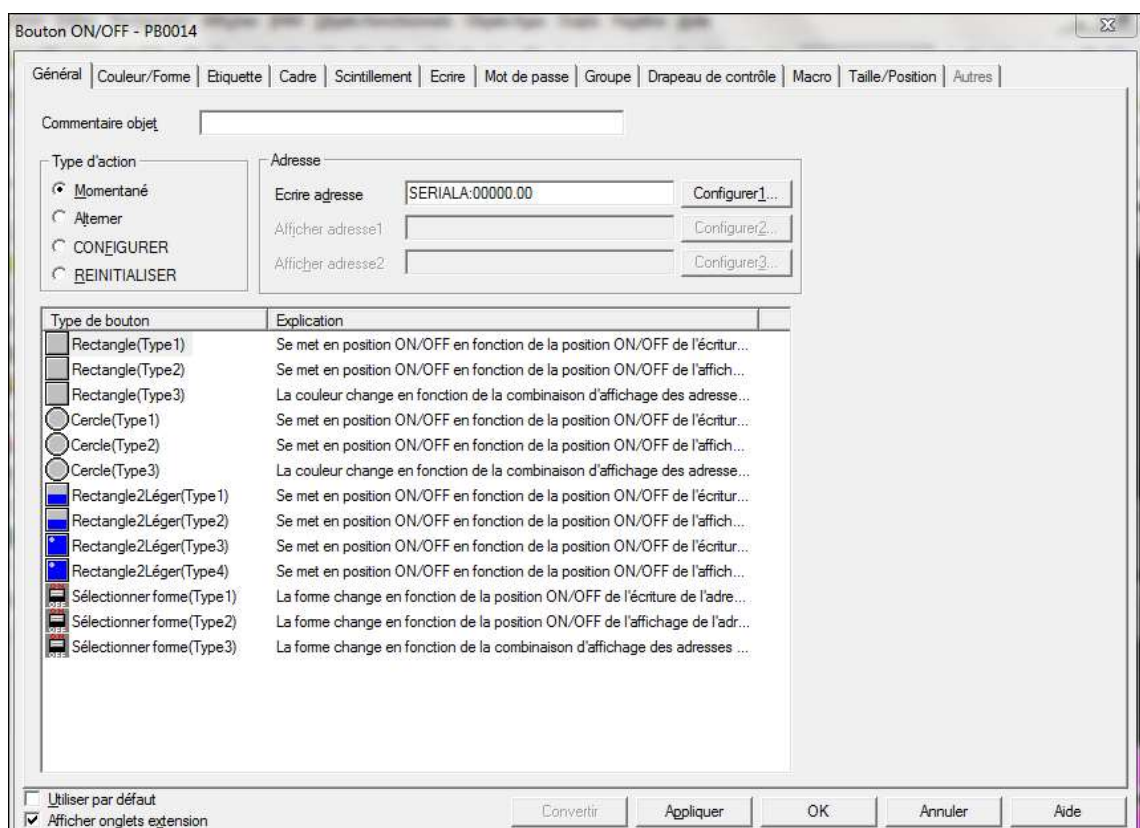 Bouton ON/OFF - PB0014
Général Couleur/Forme Etiquette Cadre Scintillement Ecrire Mot de passe Groupe Drapeau de contrôle Macro Taille/Position Autres
Commentaire objet
Type d'action
Momentané
Alterner
CONFIGURER
REINITIALISER
Adresse
Ecrire adresse SERIALA:00000.00 Configurer1...
Afficher adresse1 Configurer2...
Afficher adresse2 Configurer3...
Type de bouton Explication
Rectangle(Type1) Se met en position ON/OFF en fonction de la position ON/OFF de l'écritur...
Rectangle(Type2) Se met en position ON/OFF en fonction de la position ON/OFF de l'affich...
Rectangle(Type3) La couleur change en fonction de la combinaison d'affichage des adresse...
Cercle(Type1) Se met en position ON/OFF en fonction de la position ON/OFF de l'écritur...
Cercle(Type2) Se met en position ON/OFF en fonction de la position ON/OFF de l'affich...
Cercle(Type3) La couleur change en fonction de la combinaison d'affichage des adresse...
Rectangle2Léger(Type1) Se met en position ON/OFF en fonction de la position ON/OFF de l'écritur...
Rectangle2Léger(Type2) Se met en position ON/OFF en fonction de la position ON/OFF de l'affich...
Rectangle2Léger(Type3) Se met en position ON/OFF en fonction de la position ON/OFF de l'écritur...
Rectangle2Léger(Type4) Se met en position ON/OFF en fonction de la position ON/OFF de l'affich...
Sélectionner forme(Type1) La forme change en fonction de la position ON/OFF de l'écriture de l'adre...
Sélectionner forme(Type2) La forme change en fonction de la position ON/OFF de l'affichage de l'adr...
Sélectionner forme(Type3) La forme change en fonction de la combinaison d'affichage des adresses ...
Utiliser par défaut
Afficher onglets extension
Convertir Appliquer OK Annuler Aide